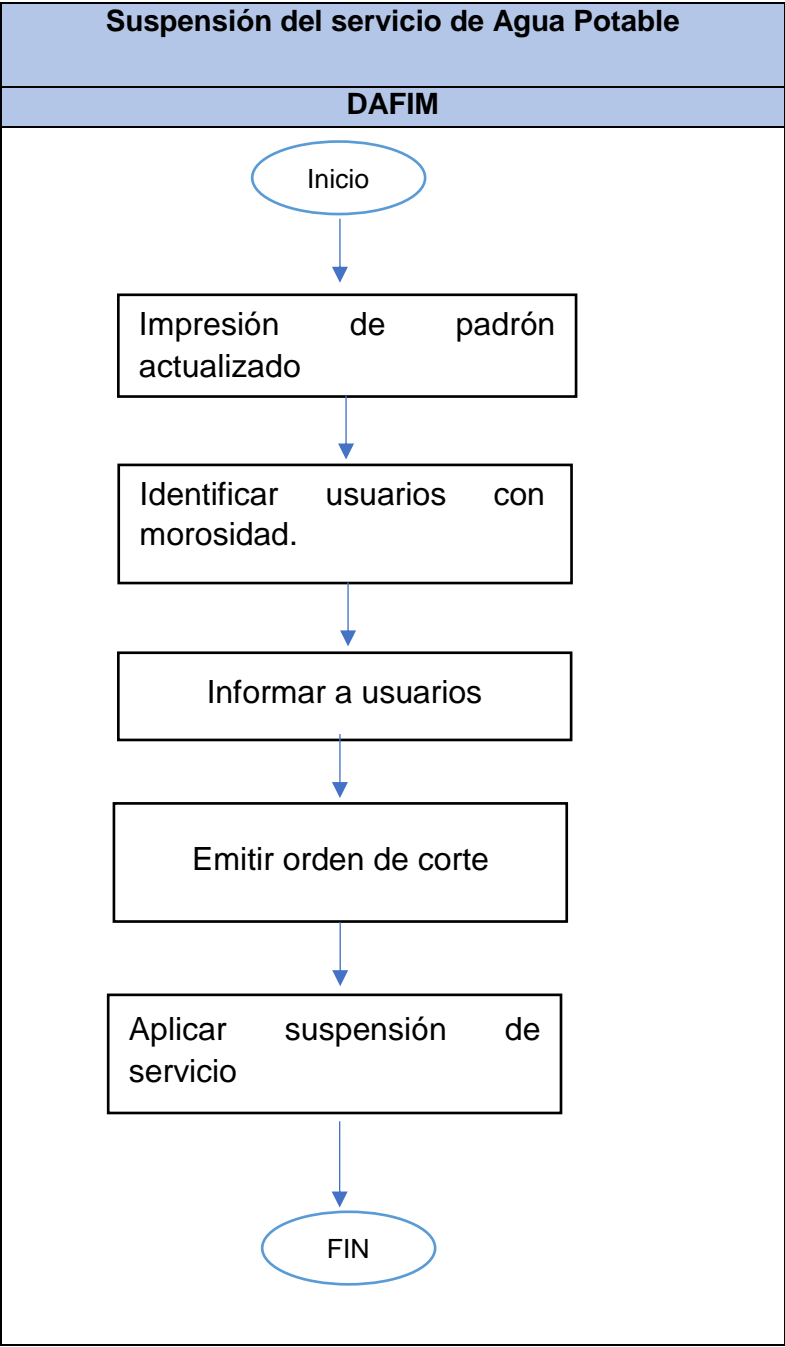 Suspensión del servicio de Agua Potable
DAFIM
Inicio
Impresión de padrón
actualizado
Identificar usuarios con
morosidad.
Informar a usuarios
Emitir orden de corte
Aplicar suspensión de
servicio
FIN